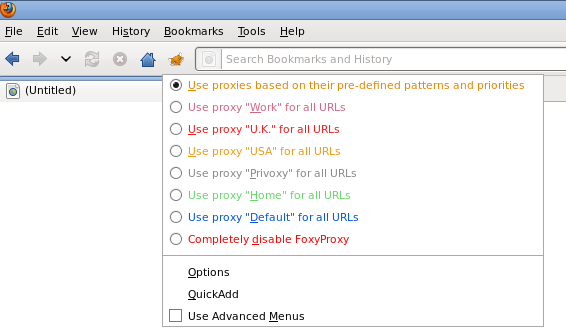 File Edit View History Bookmarks Tools Help
Search Bookmarks and History
(Untitled)
Use proxies based on their pre-defined patterns and priorities
Use proxy "Work" for all URLs
Use proxy "U.K." for all URLs
Use proxy "USA" for all URLs
Use proxy "Privoxy" for all URLs
Use proxy "Home" for all URLs
Use proxy "Default" for all URLs
Completely disable FoxyProxy
Options
QuickAdd
Use Advanced Menus